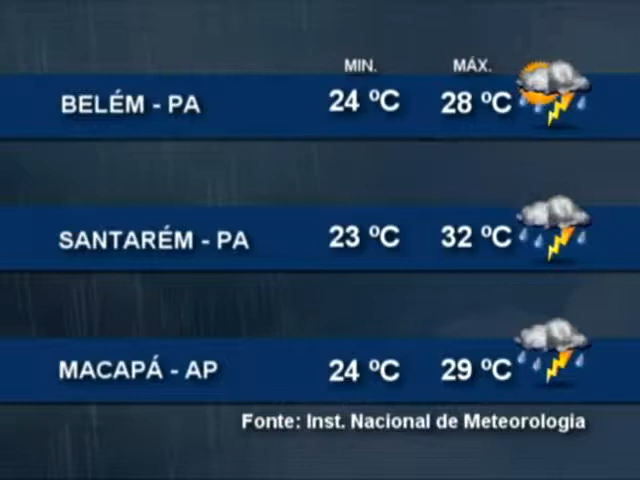 MIN. MÁX.
BELÉM - PA 24 ºC 28 ºC
SANTARÉM - PA 23 ºC 32 ºC
MACAPÁ - AP 24 ºC 29 ºC
Fonte: Inst. Nacional de Meteorologia